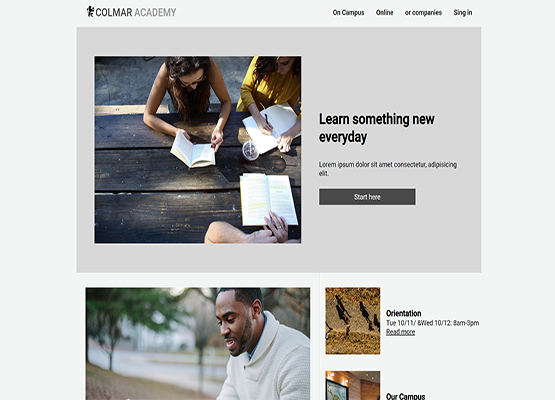 COLMAR ACADEMY
On Campus Online or companies Sing in
Learn something new
everyday
Lorem ipsum dolor sit amet consectetur, adipisicing
elit.
Start here
Orientation
Tue 10/11/ &Wed 10/12: 8am-3pm
Read more
Our Campus